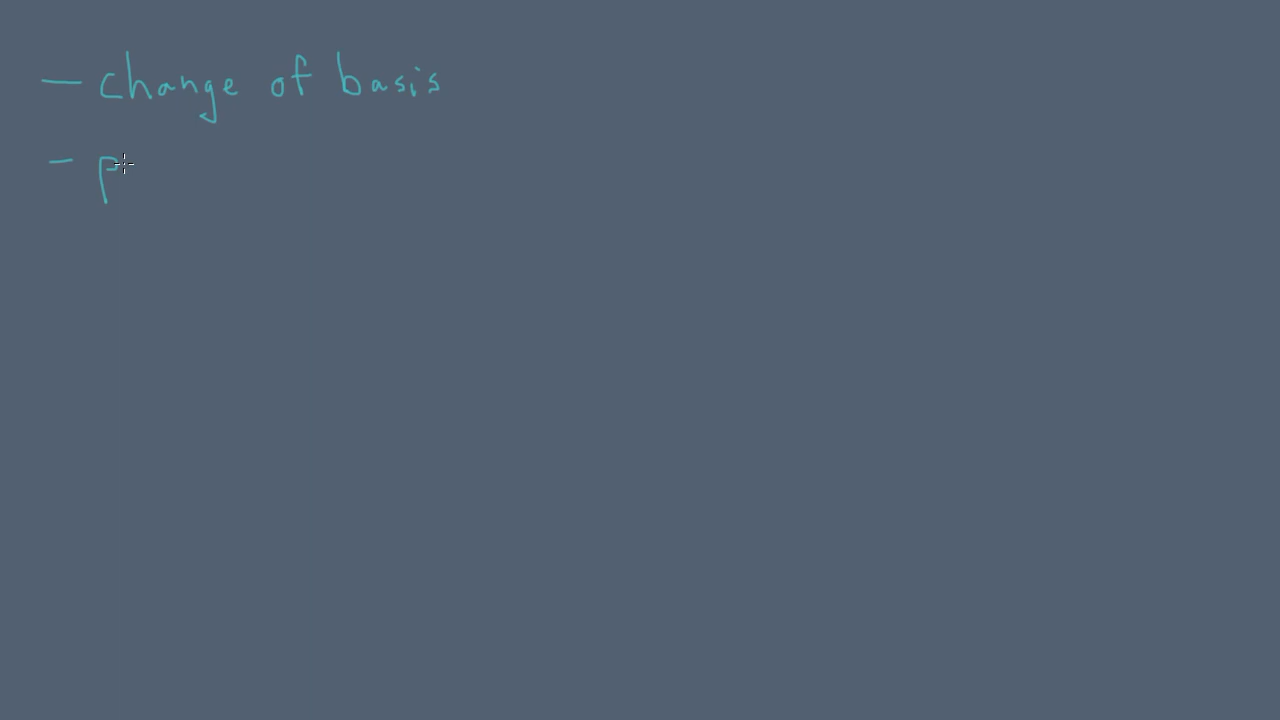 — change of basis
– p